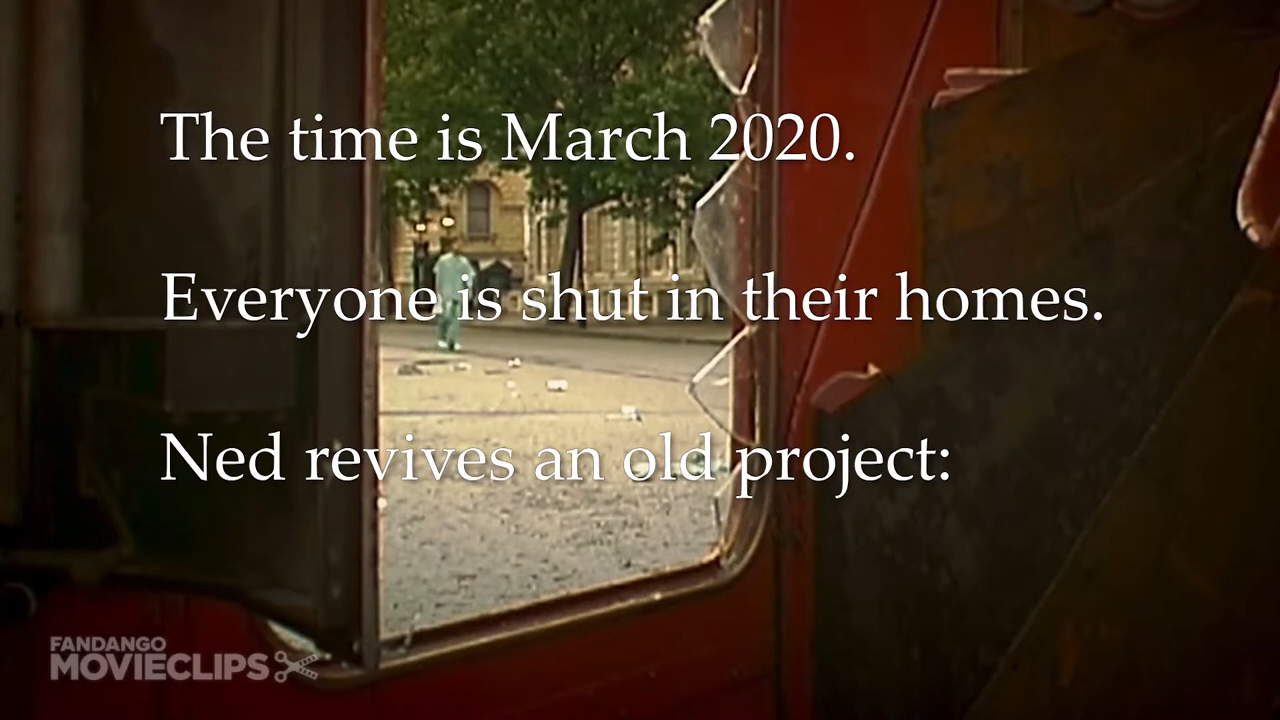 The time is March 2020.
Everyone is shut in their homes.
Ned revives an old project:
FANDANGO
MOVIECLIPS